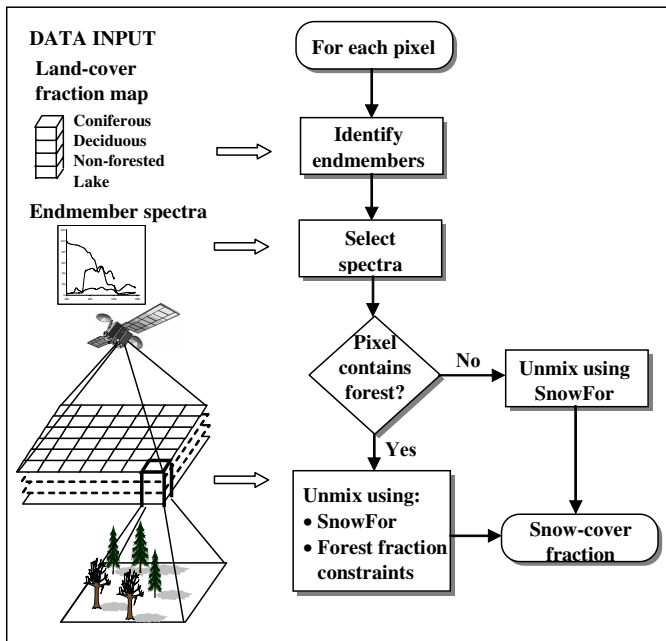 DATA INPUT
Land-cover
fraction map
Coniferous
Deciduous
Non-forested
Lake
Endmember spectra
For each pixel
Identify
endmembers
Select
spectra
Pixel
contains
forest?
No
Unmix using
SnowFor
Yes
Unmix using:
• SnowFor
• Forest fraction
constraints
Snow-cover
fraction